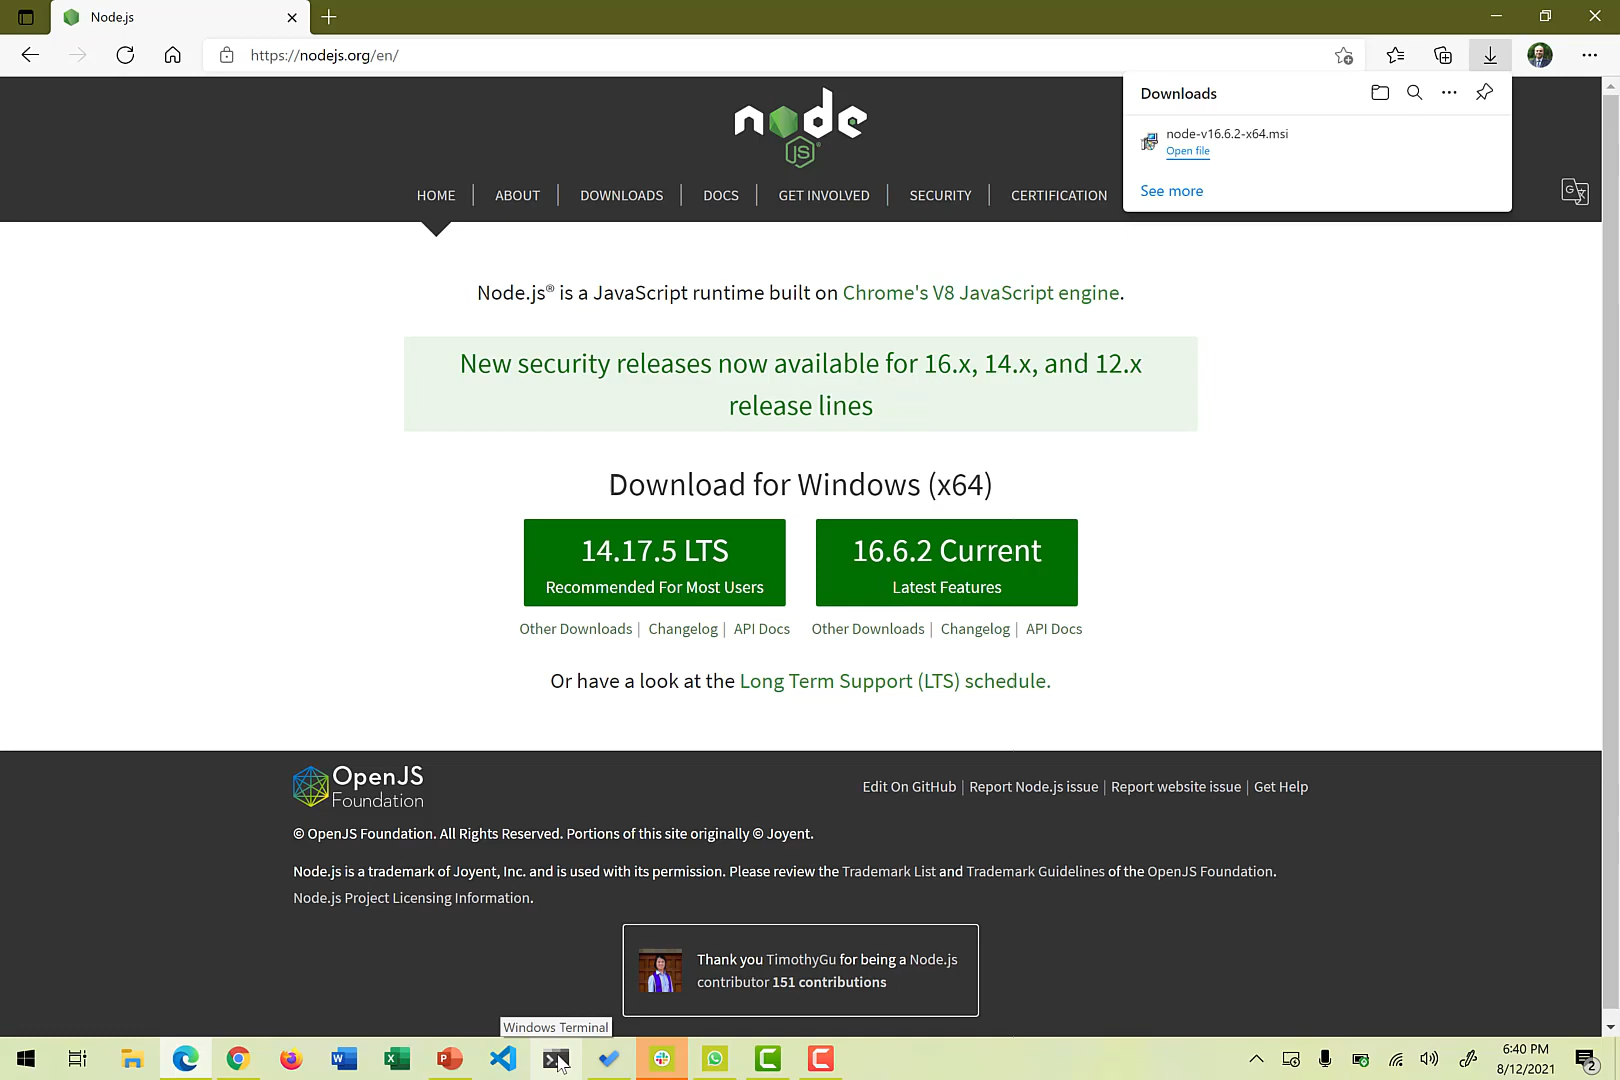 Node.js
https://nodejs.org/en/
Downloads
node-v16.6.2-x64.msi
Open file
See more
node
JS
HOME
ABOUT
DOWNLOADS
DOCS
GET INVOLVED
SECURITY
CERTIFICATION
Node.js® is a JavaScript runtime built on Chrome's V8 JavaScript engine.
New security releases now available for 16.x, 14.x, and 12.x
release lines
Download for Windows (x64)
14.17.5 LTS
Recommended For Most Users
16.6.2 Current
Latest Features
Other Downloads | Changelog | API Docs
Other Downloads | Changelog | API Docs
Or have a look at the Long Term Support (LTS) schedule.
OpenJS
Foundation
Edit On GitHub | Report Node.js issue | Report website issue | Get Help
© OpenJS Foundation. All Rights Reserved. Portions of this site originally © Joyent.
Node.js is a trademark of Joyent, Inc. and is used with its permission. Please review the Trademark List and Trademark Guidelines of the OpenJS Foundation.
Node.js Project Licensing Information.
Thank you TimothyGu for being a Node.js
contributor 151 contributions
Windows Terminal
6:40 PM
8/12/2021
2